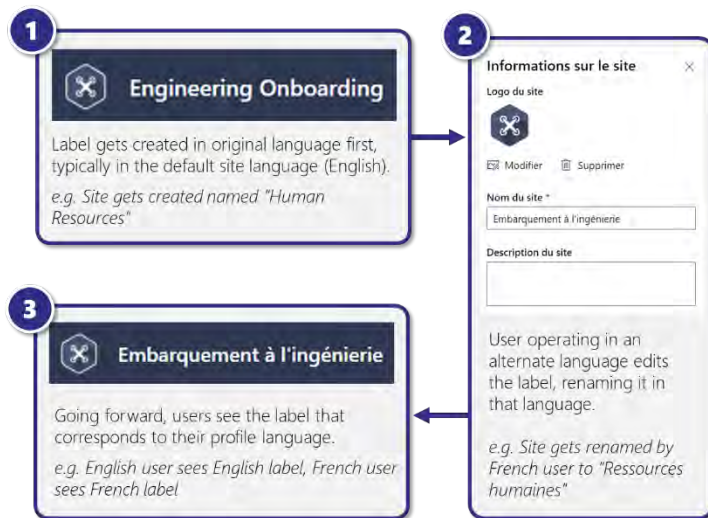 1
Engineering Onboarding
Label gets created in original language first,
typically in the default site language (English).
e.g. Site gets created named "Human
Resources"
2
Informations sur le site
Logo du site
Modifier Supprimer
Nom du site *
Embarquement à l'ingénierie
Description du site
User operating in an
alternate language edits
the label, renaming it in
that language.
e.g. Site gets renamed by
French user to "Ressources
humaines"
3
Embarquement à l'ingénierie
Going forward, users see the label that
corresponds to their profile language.
e.g. English user sees English label, French user
sees French label